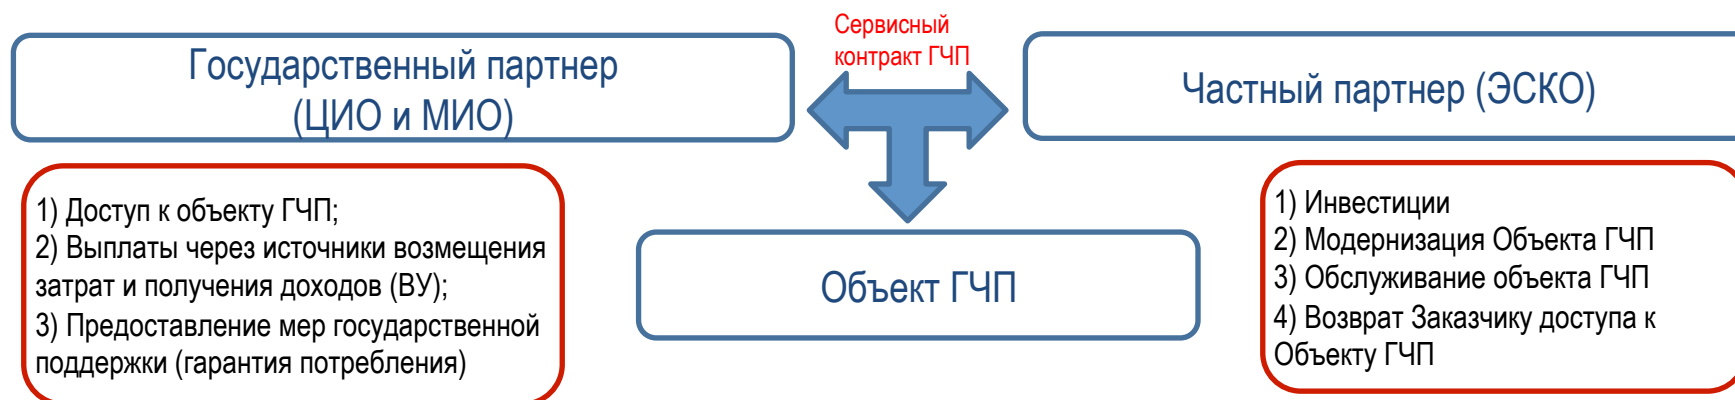 Сервисный
контракт ГЧП
Государственный партнер
(ЦИО и МИО)
Частный партнер (ЭСКО)
1) Доступ к объекту ГЧП;
2) Выплаты через источники возмещения
затрат и получения доходов (ВУ);
3) Предоставление мер государственной
поддержки (гарантия потребления)
Объект ГЧП
1) Инвестиции
2) Модернизация Объекта ГЧП
3) Обслуживание объекта ГЧП
4) Возврат Заказчику доступа к
Объекту ГЧП